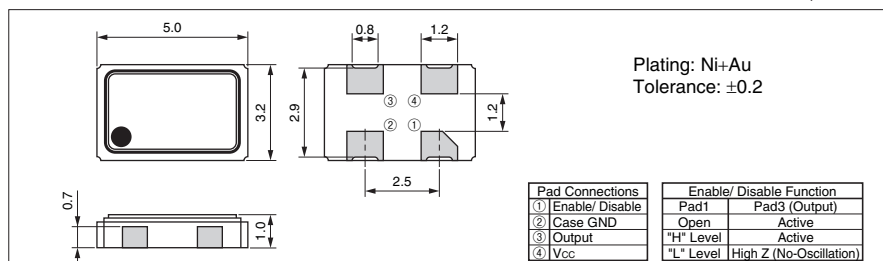 5.0
3.2
0.7
1.0
0.8
1.2
2.9
③ ④
② ①
1.2
2.5
Plating: Ni+Au
Tolerance: ±0.2
Pad Connections
① Enable/ Disable
② Case GND
③ Output
④ Vcc
Enable/ Disable Function
Pad1 Pad3 (Output)
Open Active
"H" Level Active
"L" Level High Z (No-Oscillation)